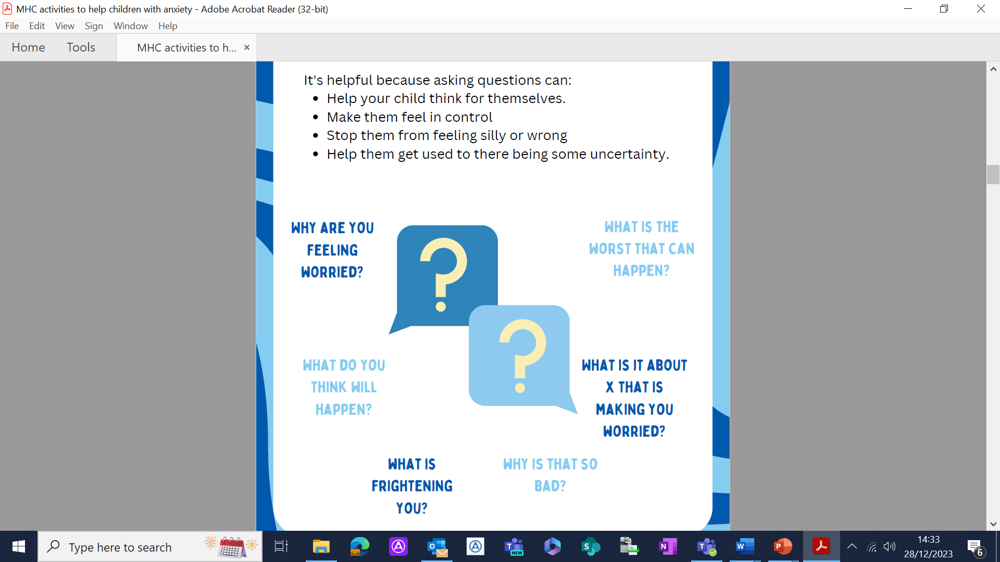 MHC activities to help children with anxiety - Adobe Acrobat Reader (32-bit)
File Edit View Sign Window Help
Home Tools MHC activities to h... ×
It's helpful because asking questions can:
• Help your child think for themselves.
• Make them feel in control
• Stop them from feeling silly or wrong
• Help them get used to there being some uncertainty.
WHY ARE YOU
FEELING
WORRIED?
?
WHAT IS THE
WORST THAT CAN
HAPPEN?
?
WHAT DO YOU
THINK WILL
HAPPEN?
WHAT IS IT ABOUT
X THAT IS
MAKING YOU
WORRIED?
WHAT IS
FRIGHTENING
YOU?
WHY IS THAT SO
BAD?
Type here to search
O
T
NEW
S
N
T
W
P
14:33
28/12/2023
6